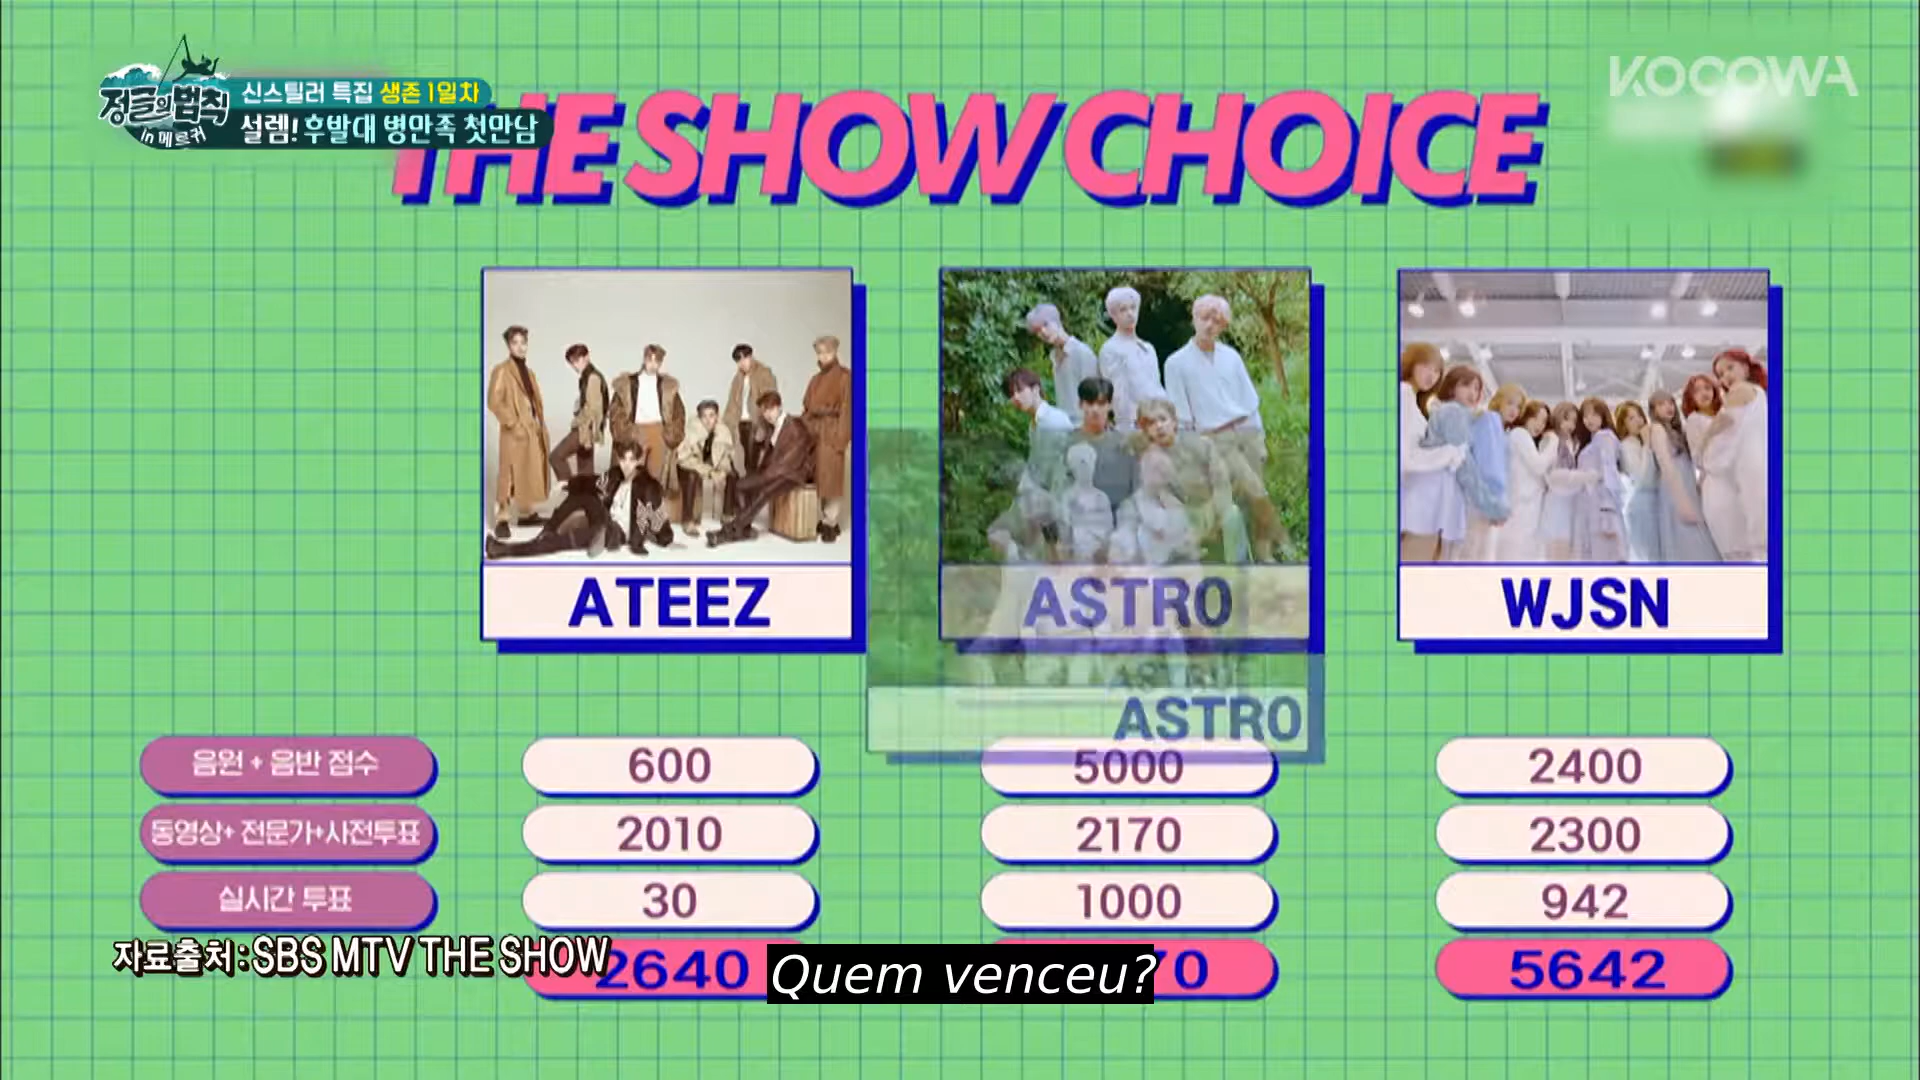 정글의 법칙
in 메르귀
신스틸러 특집 생존 1일차
설렘! 후발대 병만족 첫만남
KOCOWA
THE SHOW CHOICE
ATEEZ
ASTRO
WJSN
ASTRO
음원 + 음반 점수
600
5000
2400
동영상+ 전문가+사전투표
2010
2170
2300
실시간 투표
30
1000
942
자료출처:SBS MTV THE SHOW
2640
70
5642
Quem venceu?